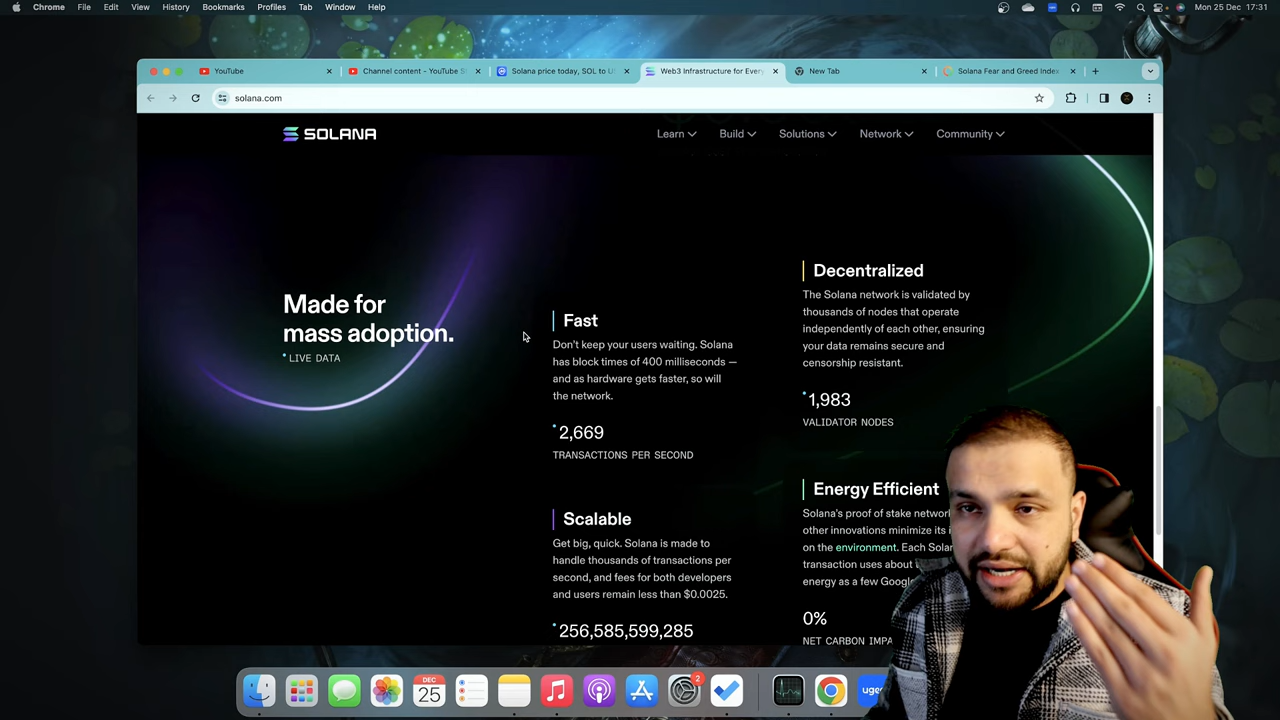 Chrome File Edit View History Bookmarks Profiles Tab Window Help
Mon 25 Dec 17:31
YouTube
Channel content - YouTube S
Solana price today, SOL to U
Web3 Infrastructure for Every
New Tab
Solana Fear and Greed Index
solana.com
SOLANA
Learn
Build
Solutions
Network
Community
Made for
mass adoption.
LIVE DATA
Fast
Don't keep your users waiting. Solana
has block times of 400 milliseconds —
and as hardware gets faster, so will
the network.
2,669
TRANSACTIONS PER SECOND
Scalable
Get big, quick. Solana is made to
handle thousands of transactions per
second, and fees for both developers
and users remain less than $0.0025.
256,585,599,285
Decentralized
The Solana network is validated by
thousands of nodes that operate
independently of each other, ensuring
your data remains secure and
censorship resistant.
1,983
VALIDATOR NODES
Energy Efficient
Solana's proof of stake networ
other innovations minimize its i
on the environment. Each Solan
transaction uses about
energy as a few Googl
0%
NET CARBON IMPA
DEC
25
2